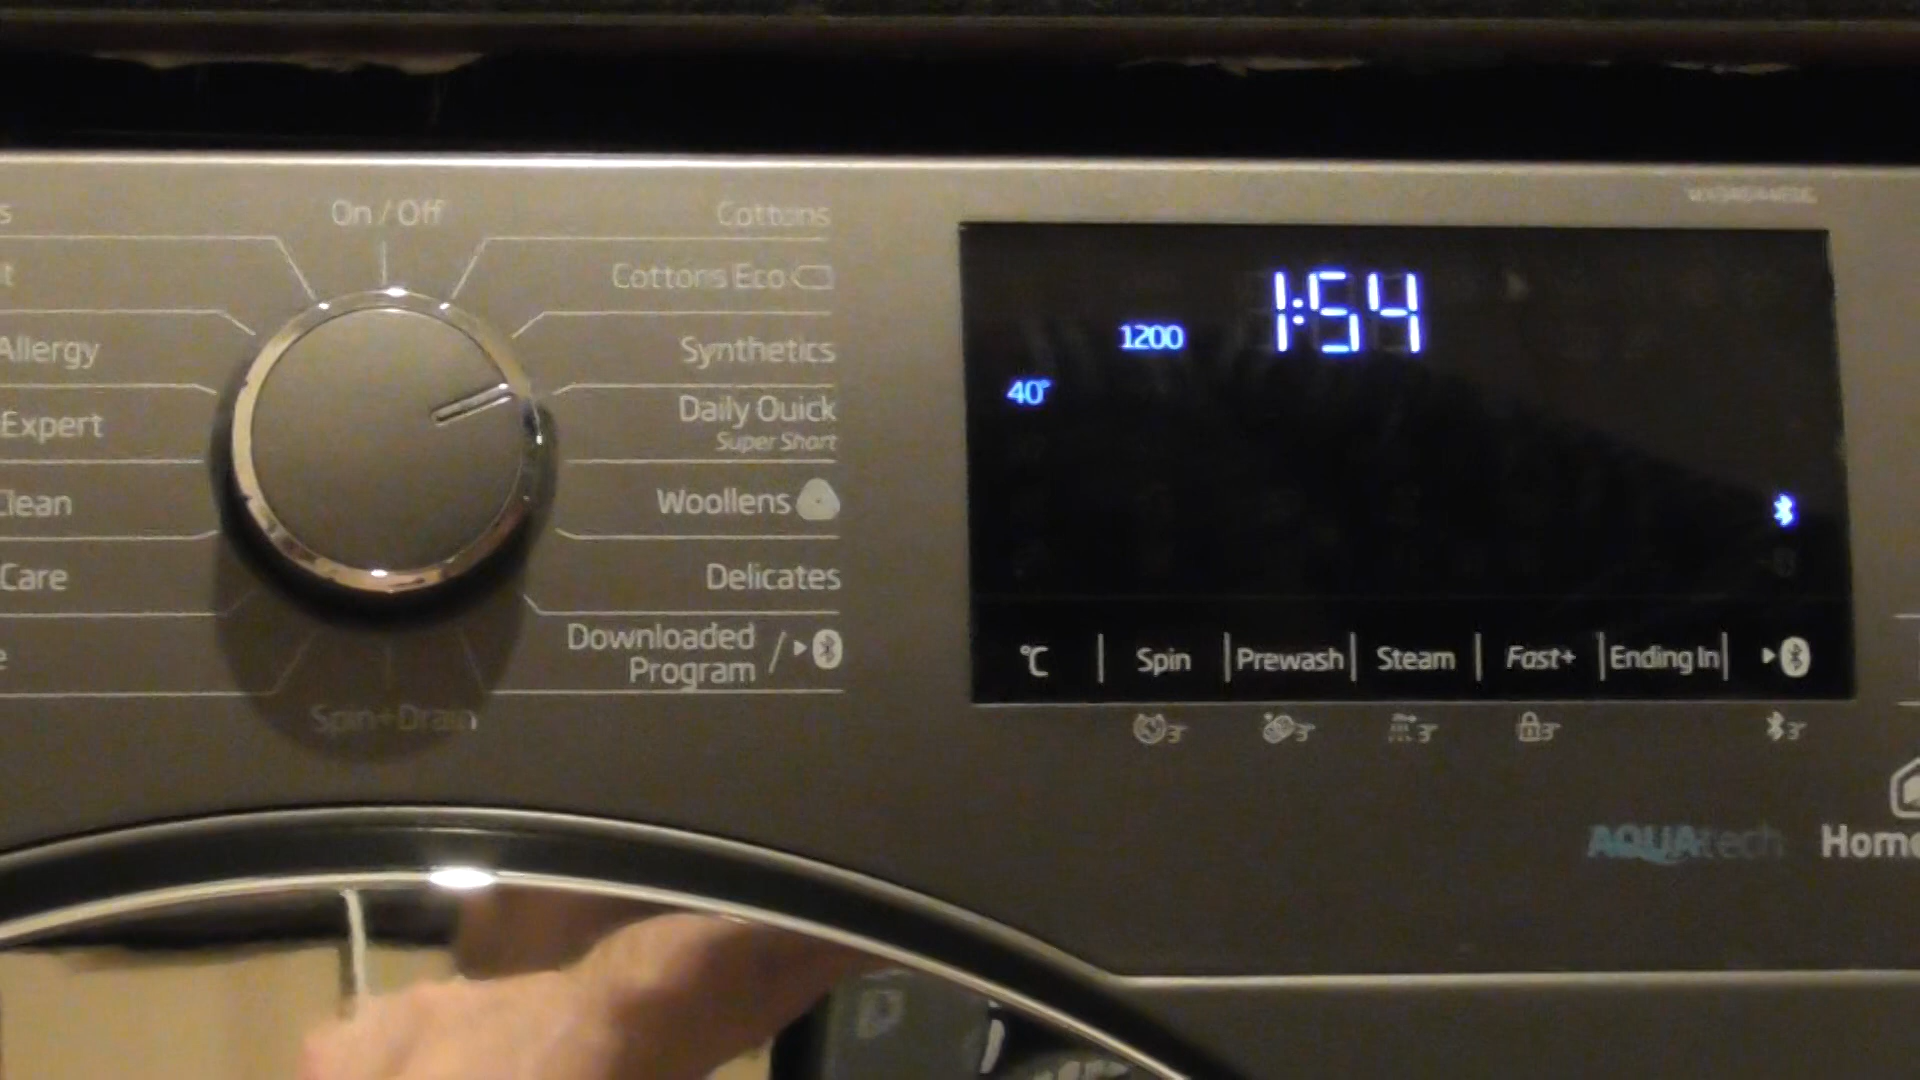 On / Off
Cottons
Cottons Eco
Allergy
Synthetics
Expert
Daily Quick
Super Short
Woollens
Care
Delicates
Downloaded
Program
Spin+Drain
1:54
1200
40°
°C
Spin
Prewash
Steam
Fast+
Ending In
3"
3"
3"
3"
3"
AQUAtech
Home